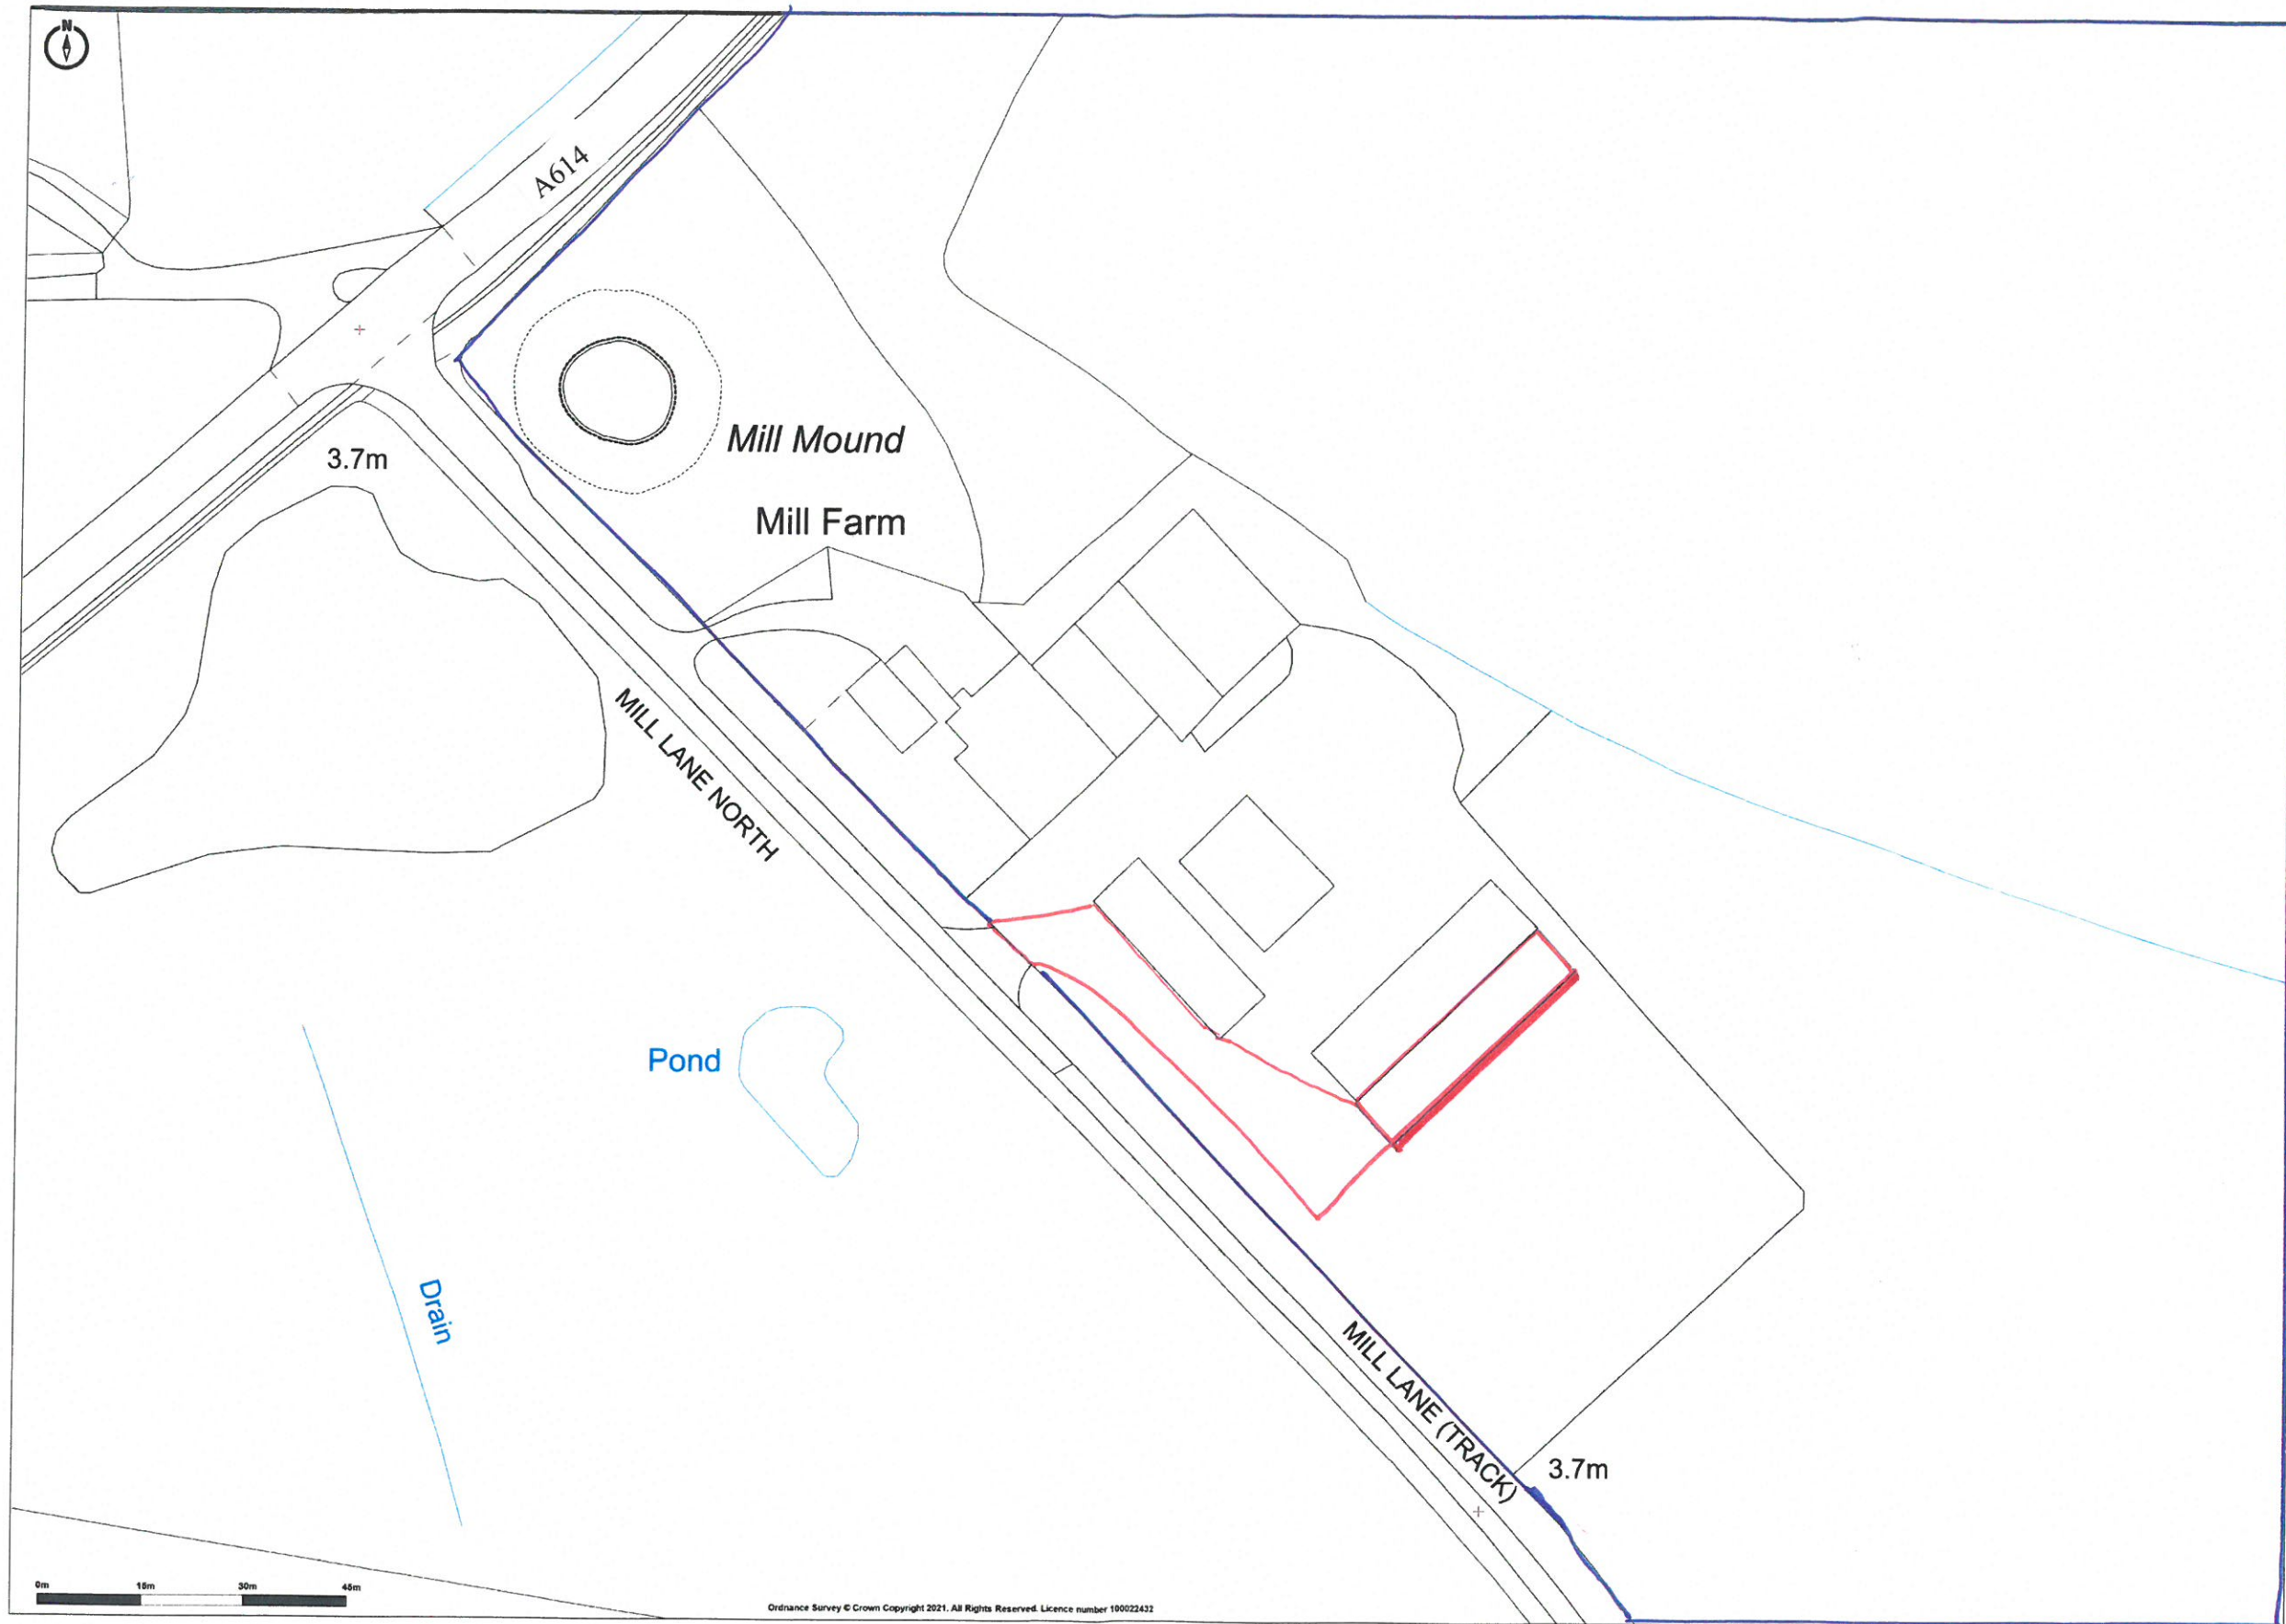 N
A614
3.7m
Mill Mound
Mill Farm
MILL LANE NORTH
Pond
Drain
MILL LANE (TRACK)
3.7m
0m 15m 30m 45m
Ordnance Survey © Crown Copyright 2021. All Rights Reserved. Licence number 100022432